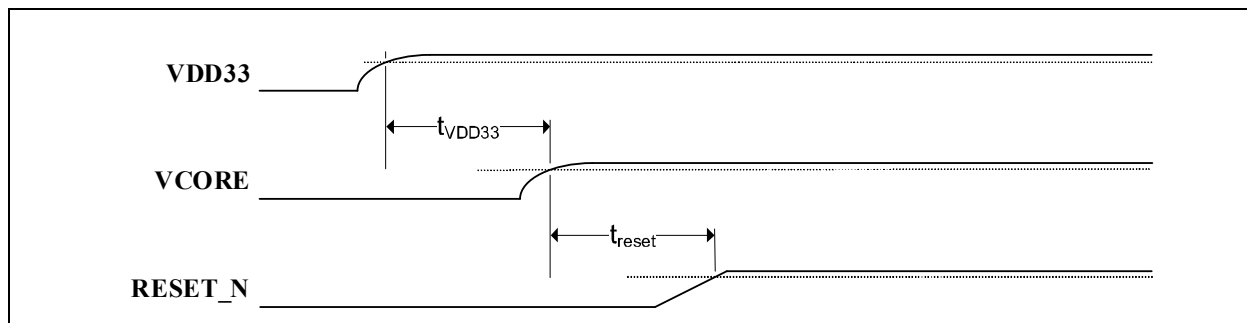 VDD33
tVDD33
VCORE
treset
RESET_N